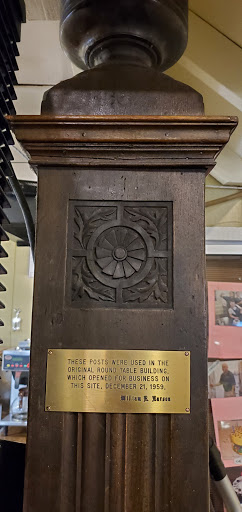 THESE POSTS WERE USED IN THE
ORIGINAL ROUND TABLE BUILDING,
WHICH OPENED FOR BUSINESS ON
THIS SITE, DECEMBER 21, 1959.
William R. Larson